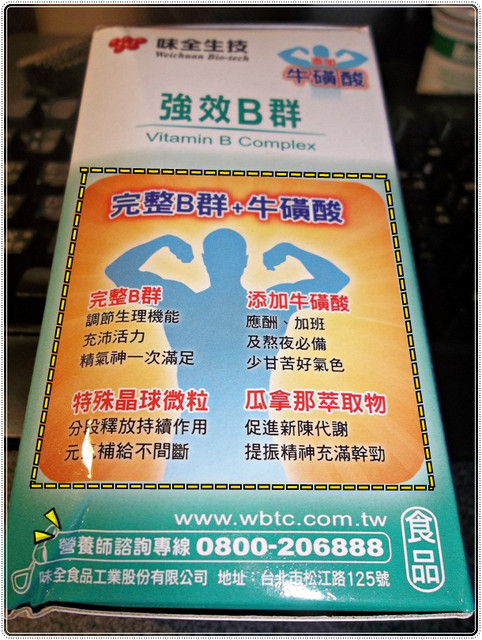 味全生技
Weichuan Bio-tech
添加
牛磺酸
強效B群
Vitamin B Complex
完整B群+牛磺酸
完整B群
調節生理機能
充沛活力
精氣神一次滿足
添加牛磺酸
應酬、加班
及熬夜必備
少甘苦好氣色
特殊晶球微粒
分段釋放持續作用
元氣補給不間斷
瓜拿那萃取物
促進新陳代謝
提振精神充滿幹勁
www.wbtc.com.tw
營養師諮詢專線 0800-206888
味全食品工業股份有限公司 地址：台北市松江路125號
食品